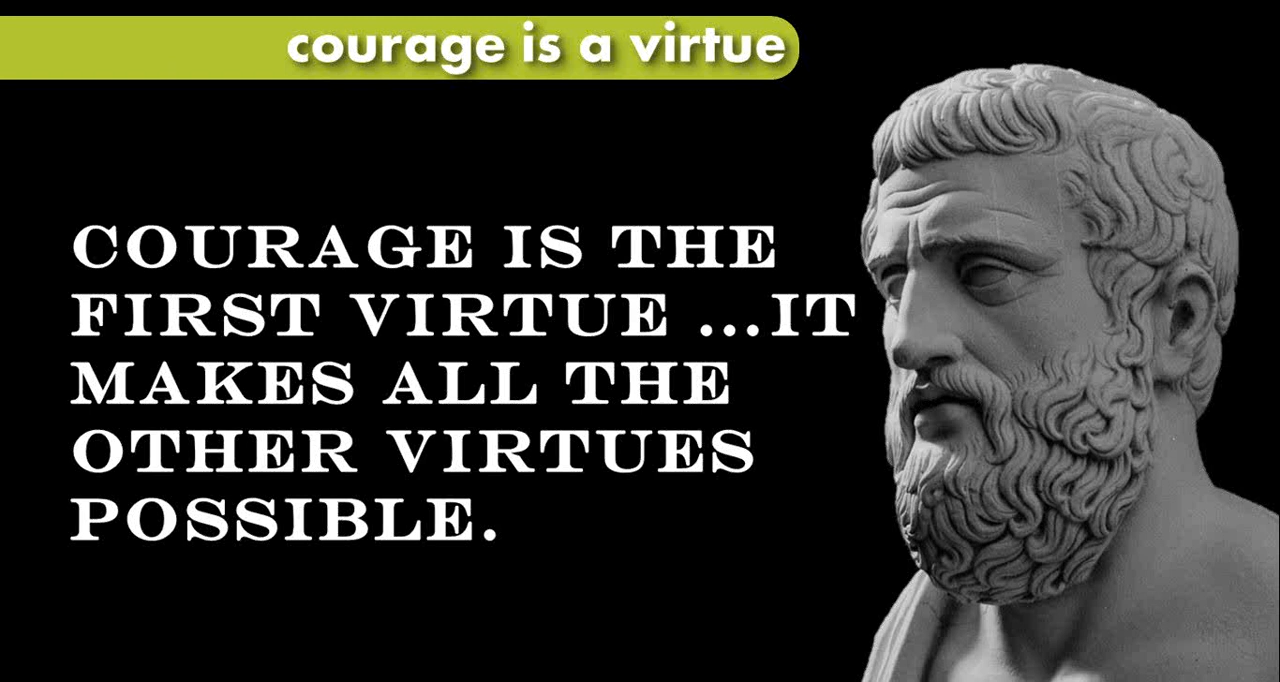 courage is a virtue
COURAGE IS THE
FIRST VIRTUE ...IT
MAKES ALL THE
OTHER VIRTUES
POSSIBLE.